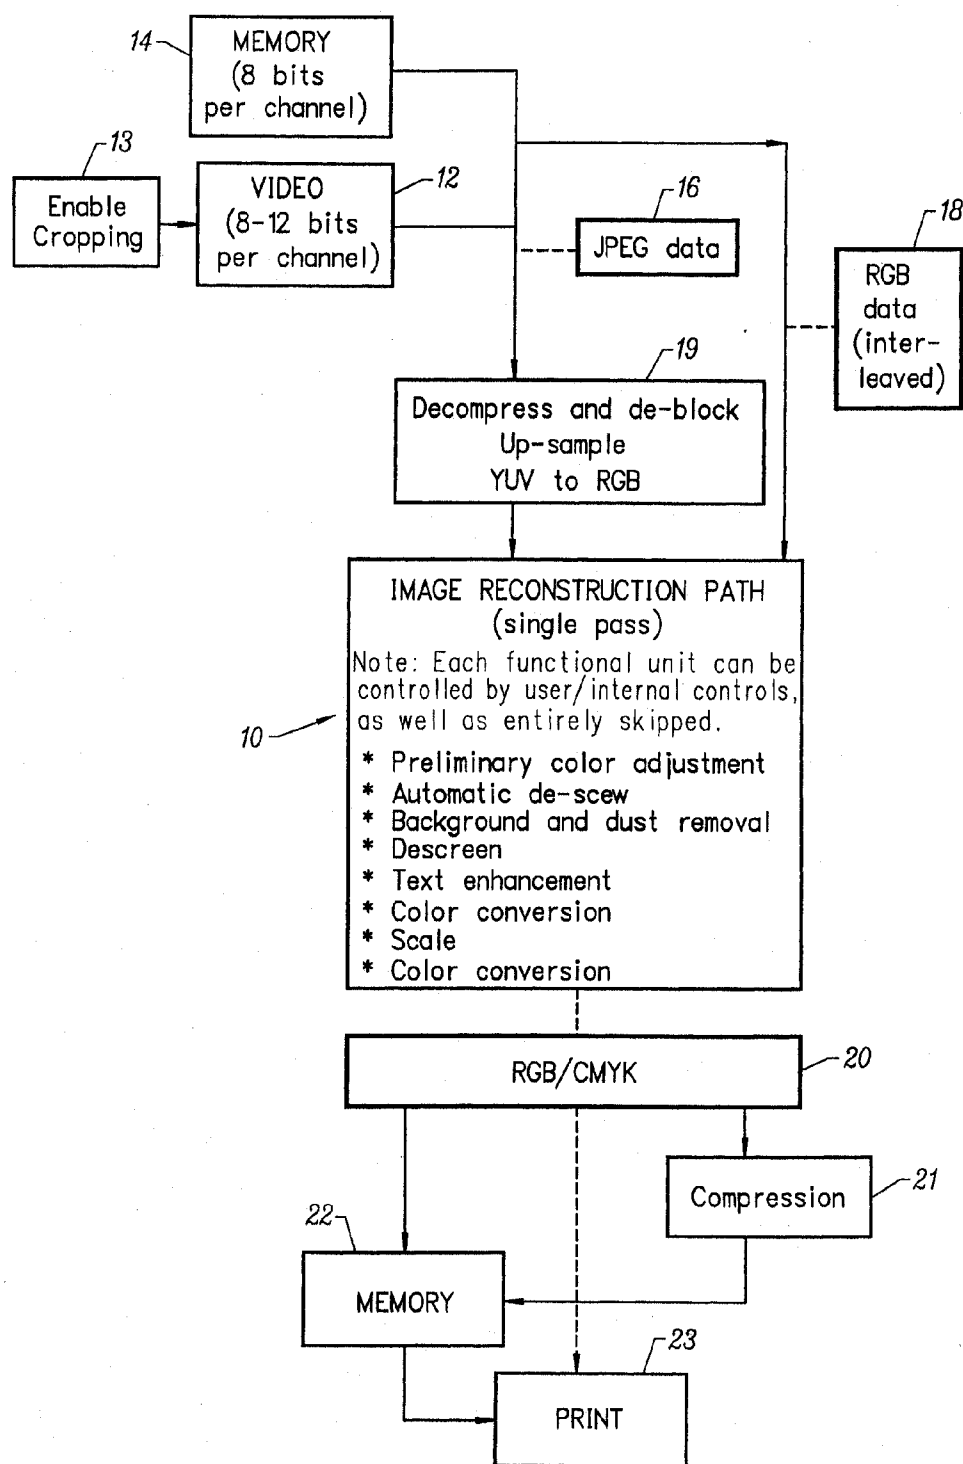 14
MEMORY
(8 bits
per channel)
13
Enable
Cropping
VIDEO
(8-12 bits
per channel)
12
16
JPEG data
18
RGB
data
(inter-
leaved)
19
Decompress and de-block
Up-sample
YUV to RGB
IMAGE RECONSTRUCTION PATH
(single pass)
Note: Each functional unit can be
controlled by user/internal controls,
as well as entirely skipped.
10
* Preliminary color adjustment
* Automatic de-scew
* Background and dust removal
* Descreen
* Text enhancement
* Color conversion
* Scale
* Color conversion
RGB/CMYK
20
Compression
21
22
MEMORY
23
PRINT